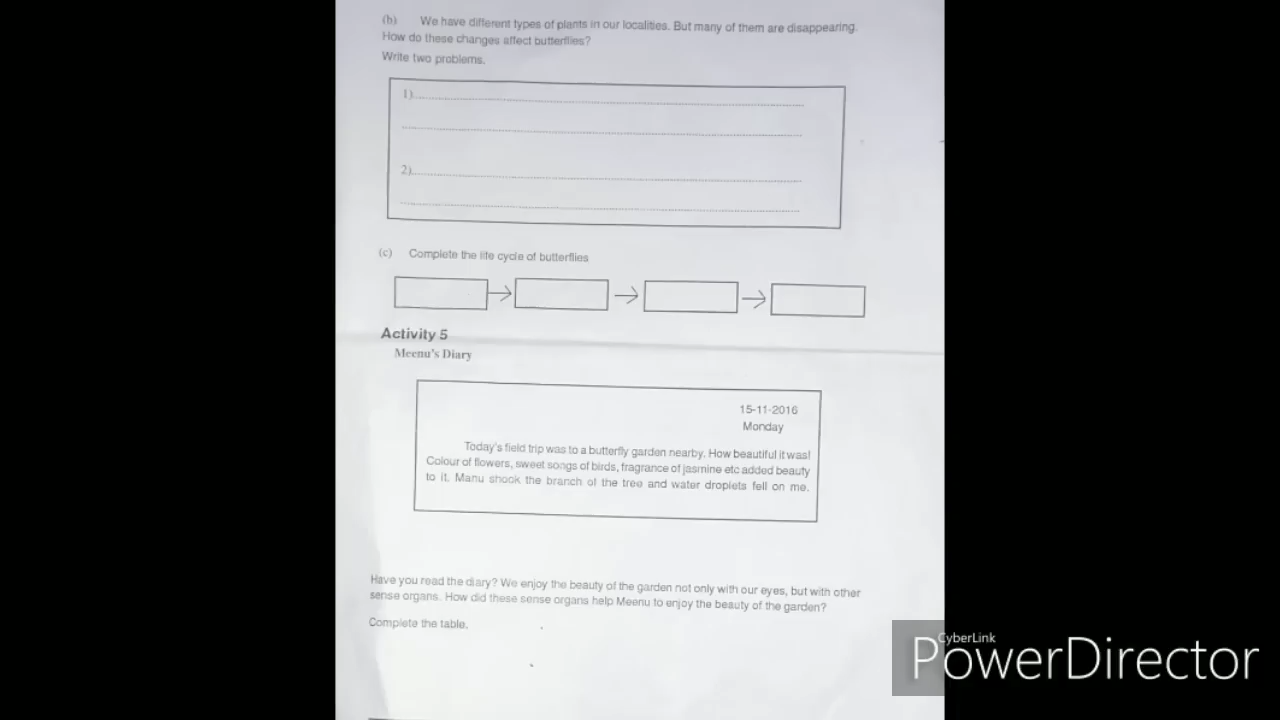 (b) We have different types of plants in our localities. But many of them are disappearing.
How do these changes affect butterflies?
Write two problems.
1)
2)
(c) Complete the life cycle of butterflies
Activity 5
Meenu's Diary
15-11-2016
Monday
Today's field trip was to a butterfly garden nearby. How beautiful it was!
Colour of flowers, sweet songs of birds, fragrance of jasmine etc added beauty
to it. Manu shook the branch of the tree and water droplets fell on me.
Have you read the diary? We enjoy the beauty of the garden not only with our eyes, but with other
sense organs. How did these sense organs help Meenu to enjoy the beauty of the garden?
Complete the table.
CyberLink
PowerDirector